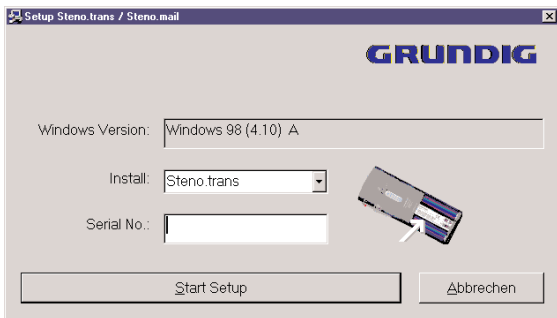 Setup Steno.trans / Steno.mail
GRUNDIG
Windows Version: Windows 98 (4.10) A
Install: Steno.trans
Serial No.:
Start Setup Abbrechen